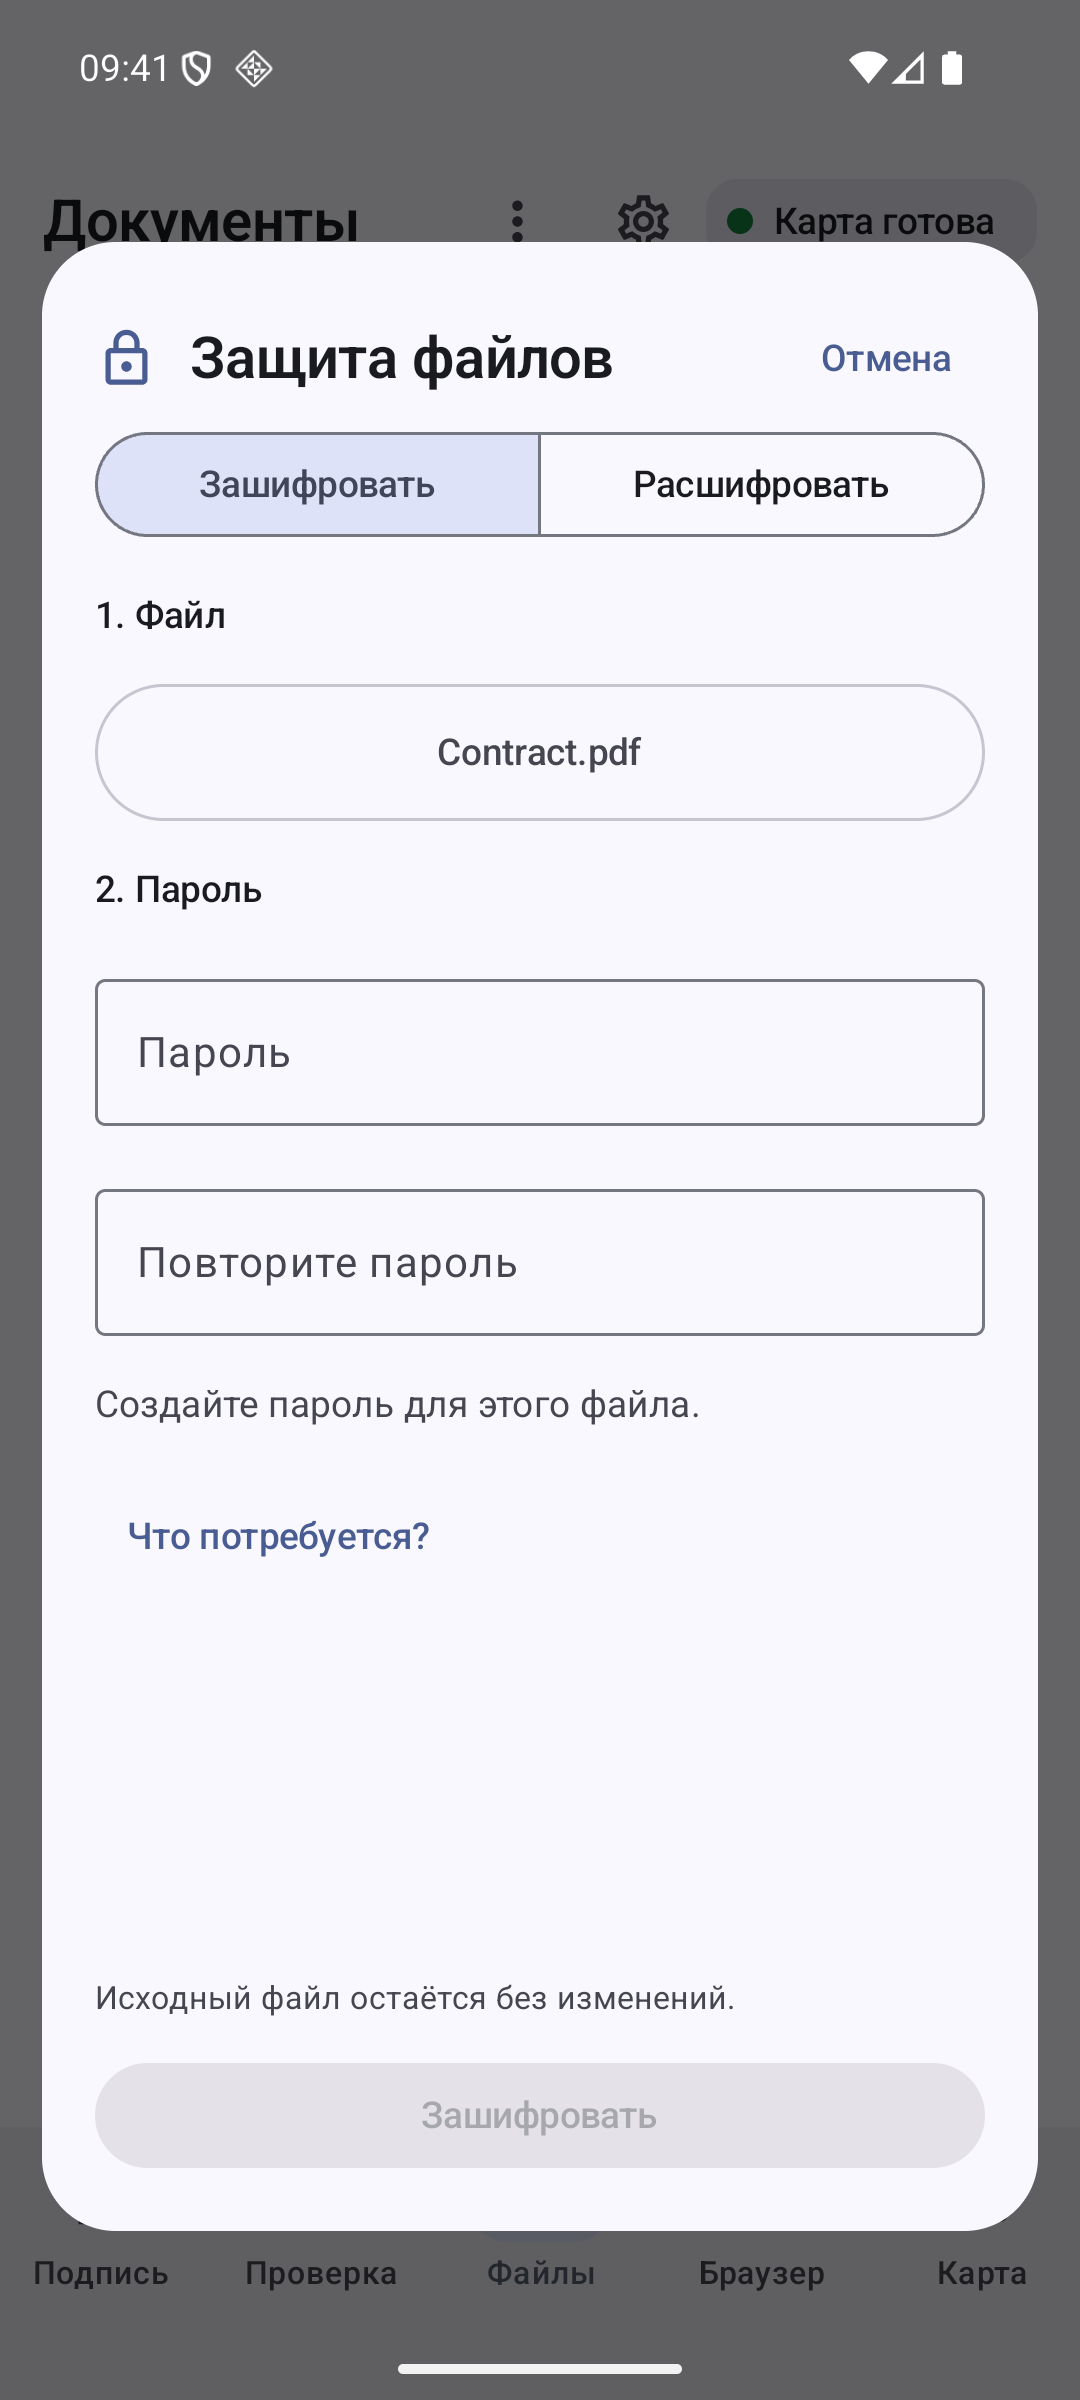 09:41
Документы
Карта готова
Защита файлов
Отмена
Зашифровать
Расшифровать
1. Файл
Contract.pdf
2. Пароль
Пароль
Повторите пароль
Создайте пароль для этого файла.
Что потребуется?
Исходный файл остаётся без изменений.
Зашифровать
Подпись
Проверка
Файлы
Браузер
Карта